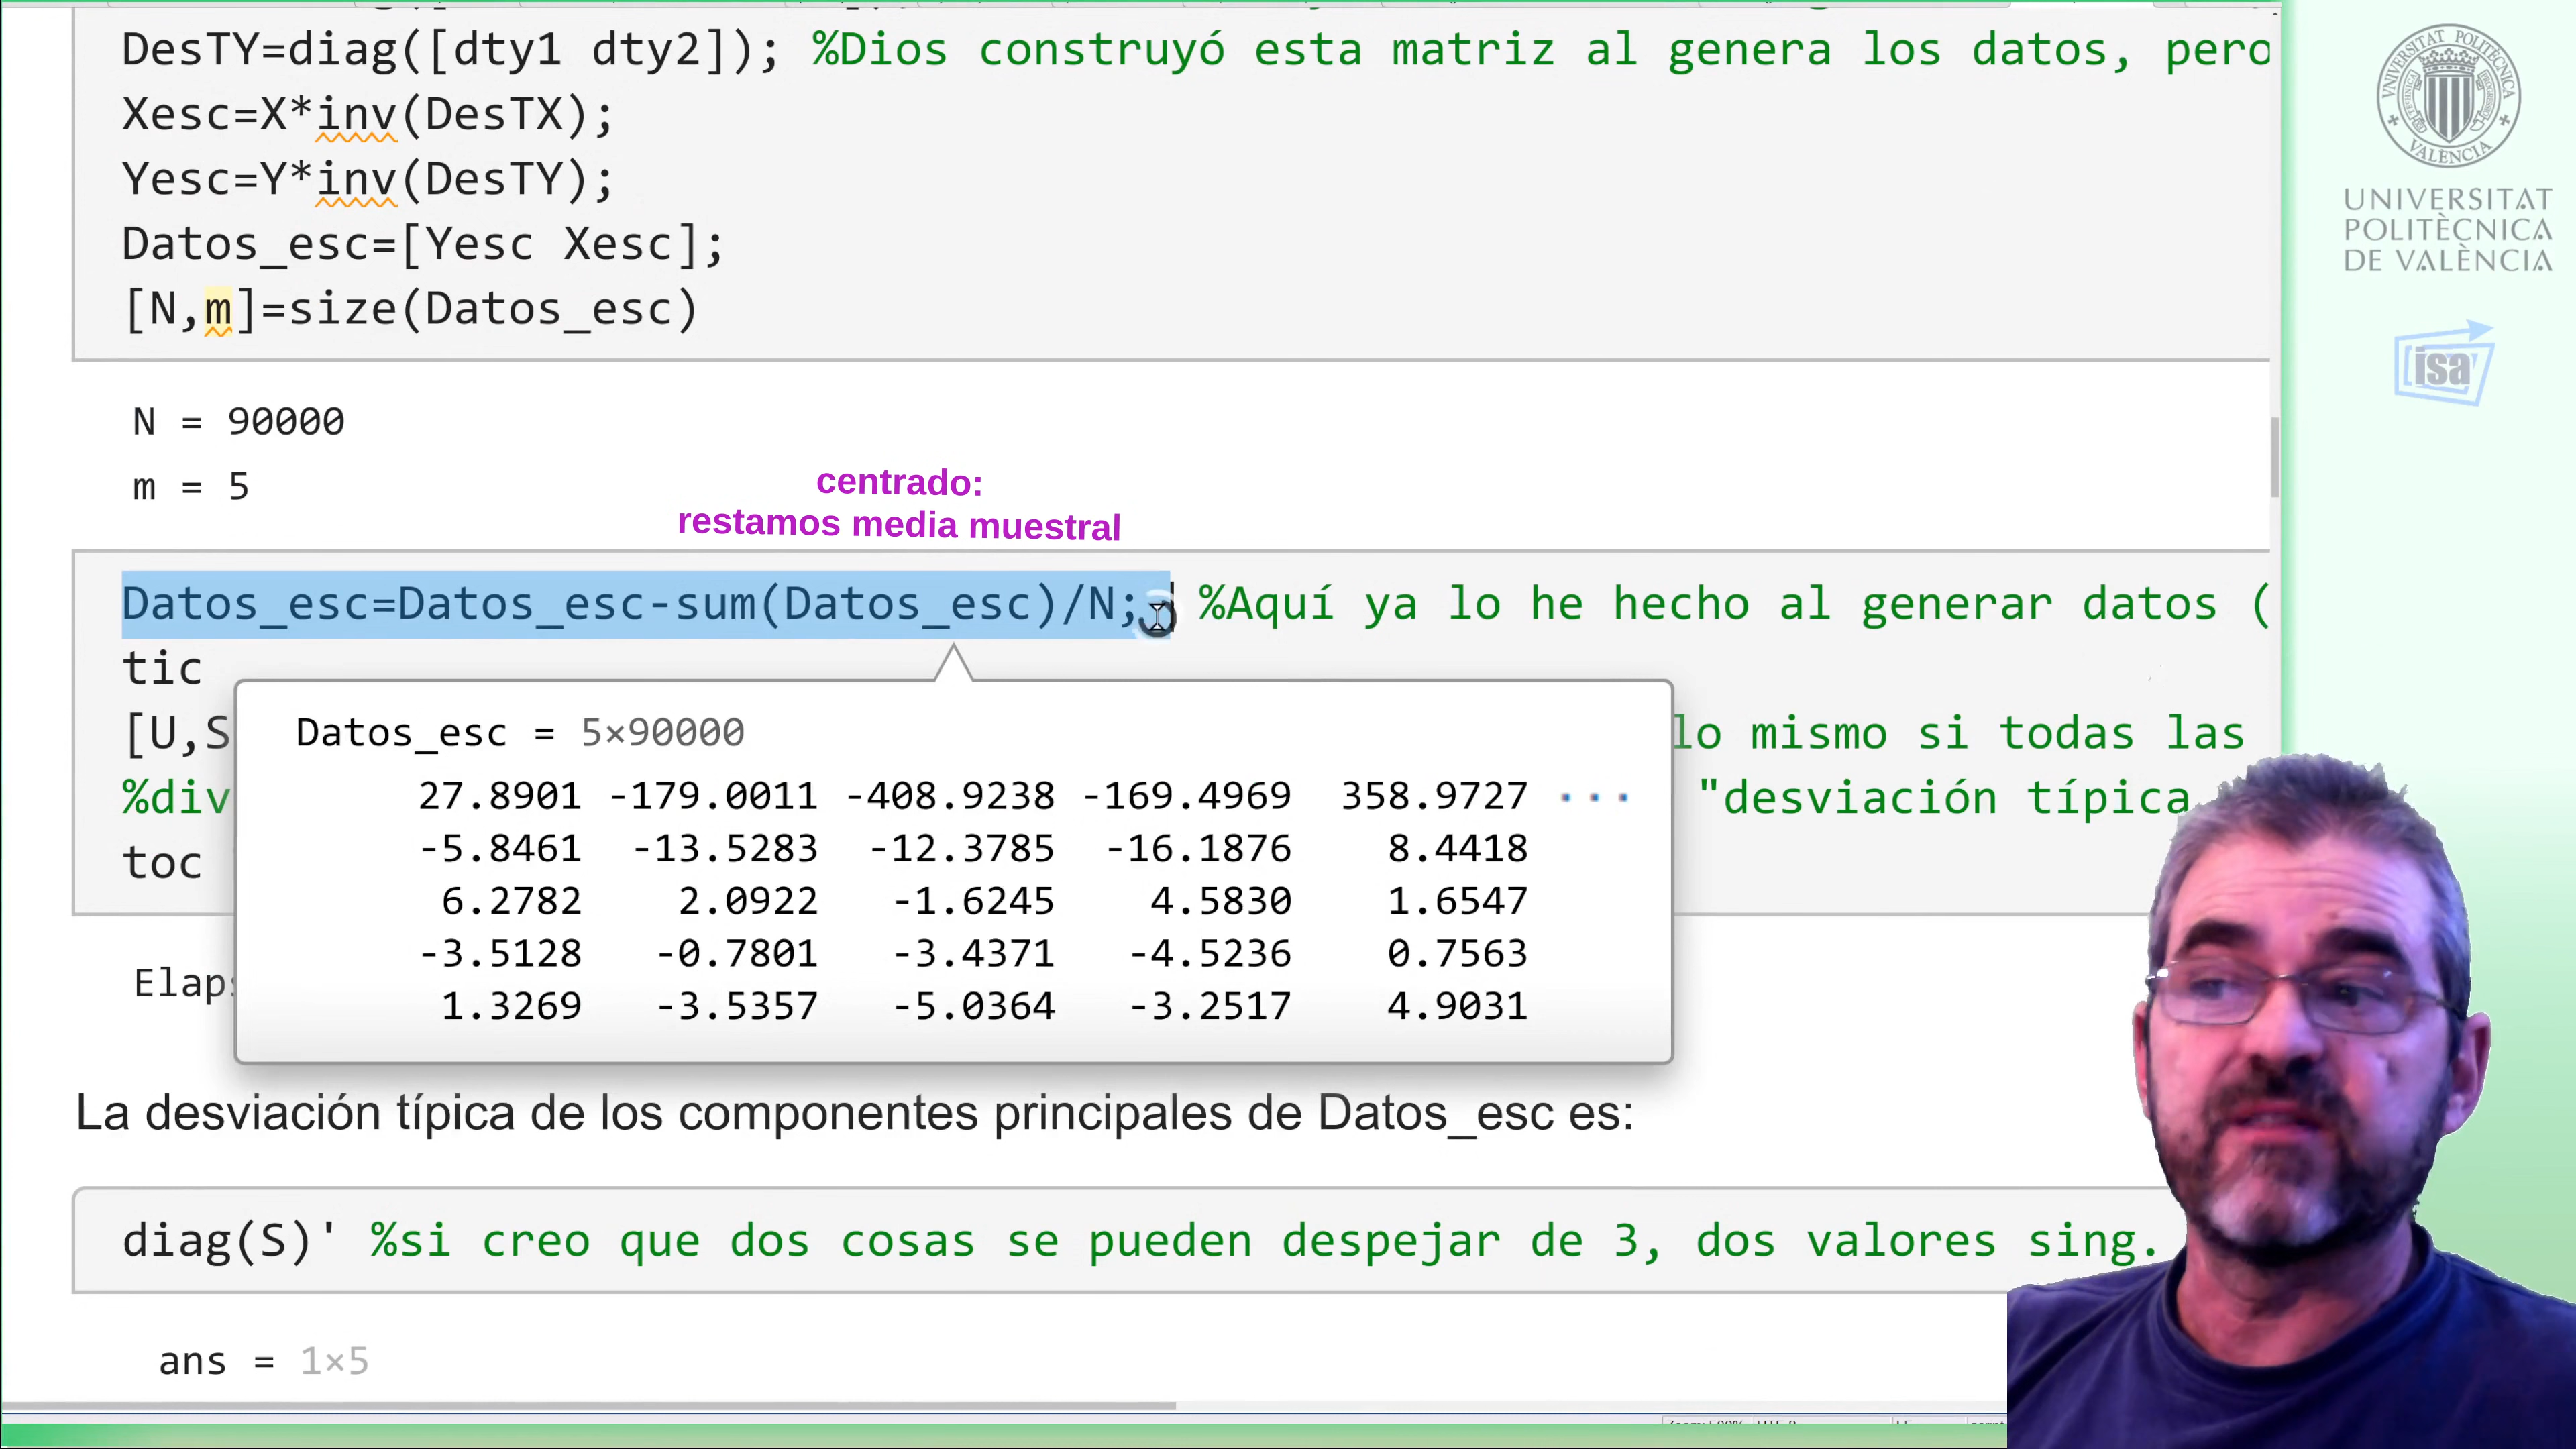 DesTY=diag([dty1 dty2]); %Dios construyó esta matriz al genera los datos, pero
Xesc=X*inv(DesTX);
Yesc=Y*inv(DesTY);
Datos_esc=[Yesc Xesc];
[N,m]=size(Datos_esc)
N = 90000
m = 5
centrado:
restamos media muestral
Datos_esc=Datos_esc-sum(Datos_esc)/N; %Aquí ya lo he hecho al generar datos (
tic
[U,S lo mismo si todas las
%div "desviación típica
toc
Datos_esc = 5×90000
27.8901 -179.0011 -408.9238 -169.4969 358.9727 ...
-5.8461 -13.5283 -12.3785 -16.1876 8.4418
6.2782 2.0922 -1.6245 4.5830 1.6547
-3.5128 -0.7801 -3.4371 -4.5236 0.7563
1.3269 -3.5357 -5.0364 -3.2517 4.9031
Elaps
La desviación típica de los componentes principales de Datos_esc es:
diag(S)' %si creo que dos cosas se pueden despejar de 3, dos valores sing.
ans = 1×5
UNIVERSITAT POLITÈCNICA
VALÈNCIA
UNIVERSITAT
POLITÈCNICA
DE VALÈNCIA
isa